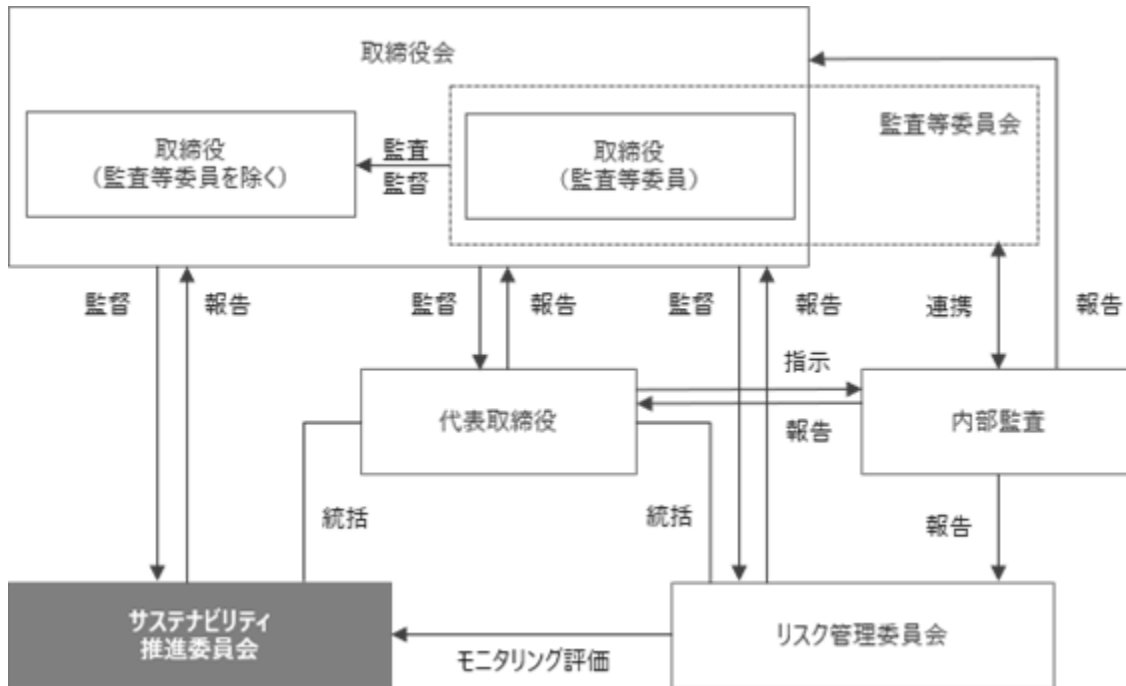 取締役会
監査等委員会
取締役
（監査等委員を除く）
監査
監督
取締役
（監査等委員）
監督
報告
監督
報告
監督
報告
連携
報告
指示
代表取締役
報告
内部監査
統括
統括
報告
サステナビリティ
推進委員会
モニタリング評価
リスク管理委員会